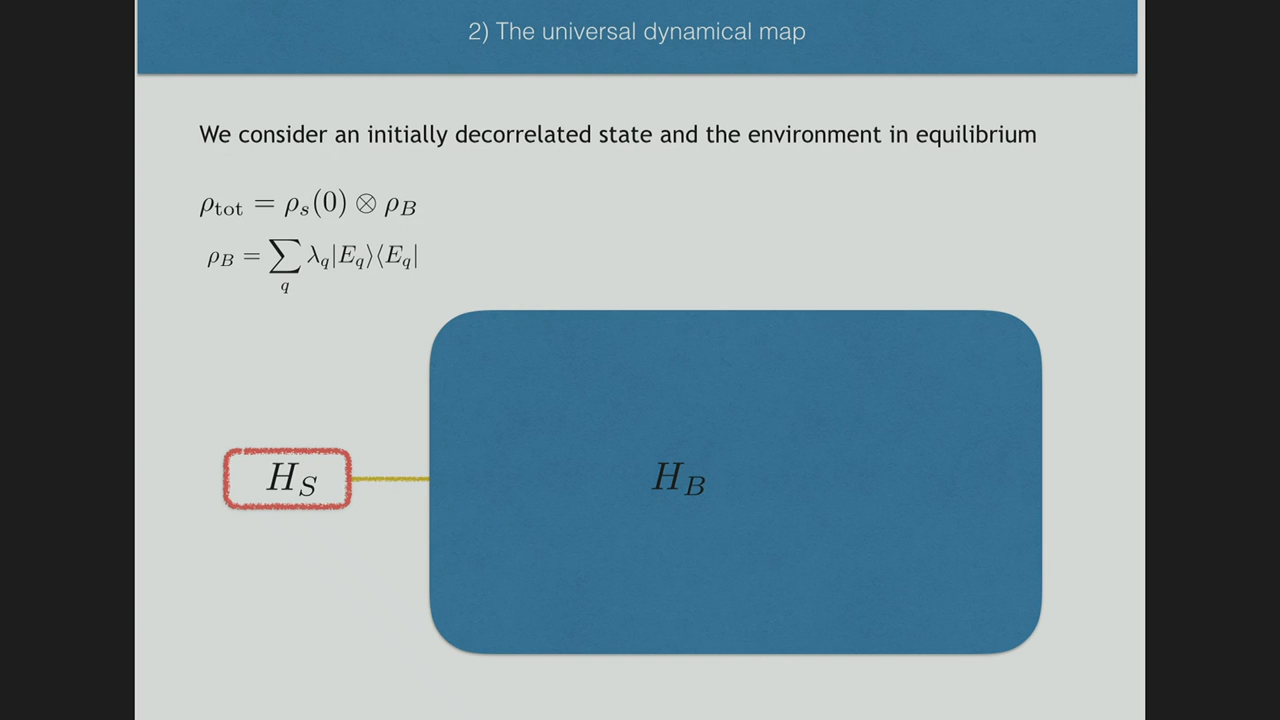 2) The universal dynamical map
We consider an initially decorrelated state and the environment in equilibrium
ρ_tot = ρ_s(0) ⊗ ρ_B
ρ_B = ∑_q λ_q|E_q⟩⟨E_q|
H_S
H_B